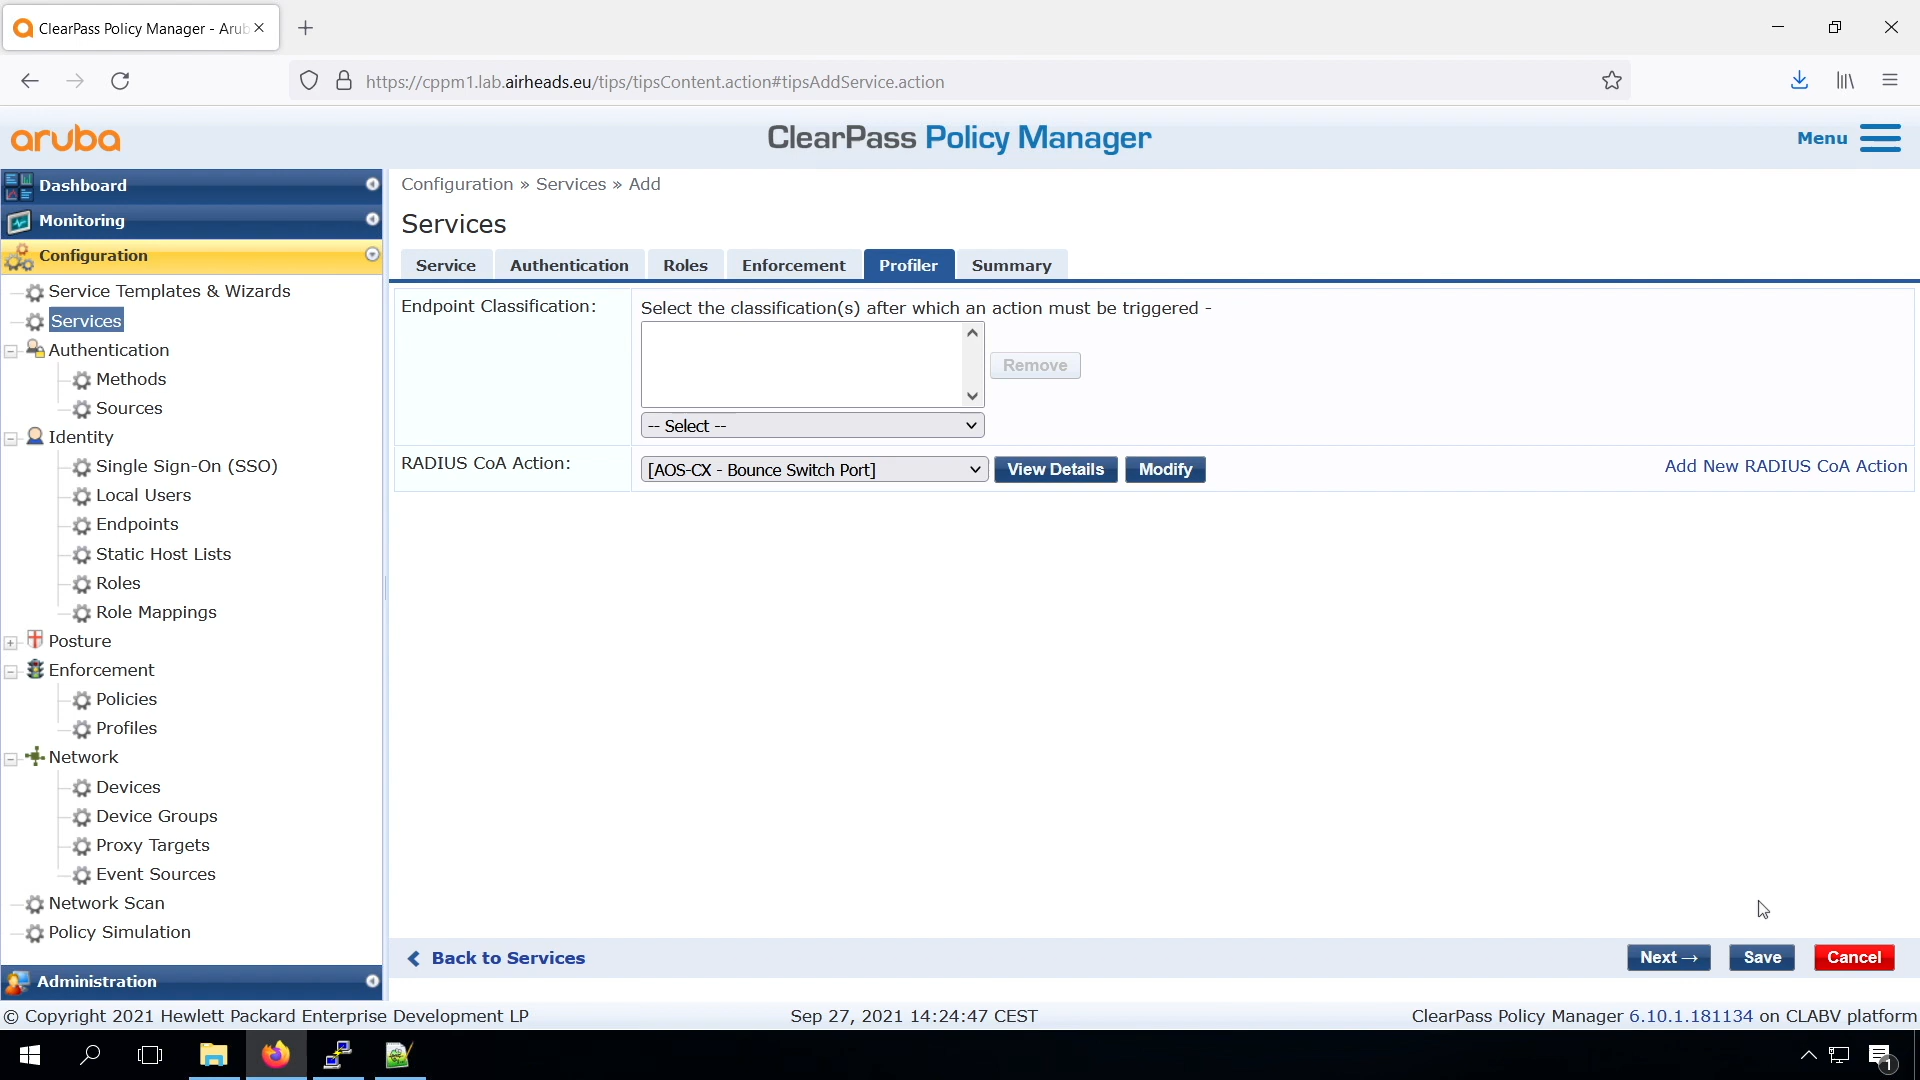 ClearPass Policy Manager - Arub
https://cppm1.lab.airheads.eu/tips/tipsContent.action#tipsAddService.action
aruba
ClearPass Policy Manager
Menu
Dashboard
Monitoring
Configuration
Service Templates & Wizards
Services
Authentication
Methods
Sources
Identity
Single Sign-On (SSO)
Local Users
Endpoints
Static Host Lists
Roles
Role Mappings
Posture
Enforcement
Policies
Profiles
Network
Devices
Device Groups
Proxy Targets
Event Sources
Network Scan
Policy Simulation
Administration
Configuration » Services » Add
Services
Service Authentication Roles Enforcement Profiler Summary
Endpoint Classification:
Select the classification(s) after which an action must be triggered -
Remove
-- Select --
RADIUS CoA Action:
[AOS-CX - Bounce Switch Port] View Details Modify Add New RADIUS CoA Action
Back to Services
Next → Save Cancel
© Copyright 2021 Hewlett Packard Enterprise Development LP
Sep 27, 2021 14:24:47 CEST
ClearPass Policy Manager 6.10.1.181134 on CLABV platform
1